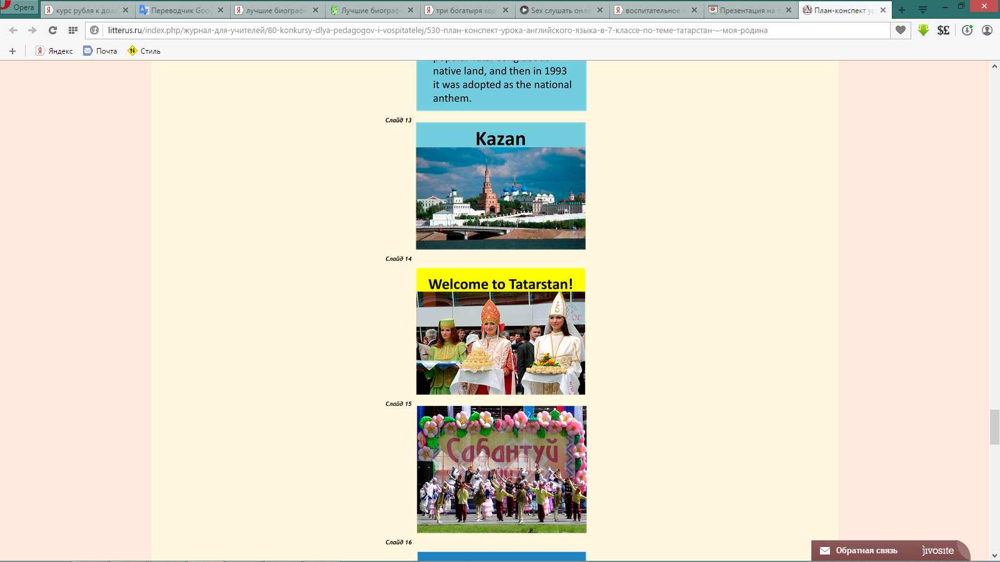 Opera
курс рубля к долл
Переводчик Goog
лучшие биографи
Лучшие биограф
три богатыря ход
Sex слушать онла
воспитательное м
Презентация на т
План-конспект ур
litterus.ru/index.php/журнал-для-учителей/80-konkursy-dlya-pedagogov-i-vospitatelej/530-план-конспект-урока-английского-языка-в-7-классе-по-теме-татарстан-–-моя-родина
$£
Яндекс
Почта
Стиль
native land, and then in 1993
it was adopted as the national
anthem.
Слайд 13
Kazan
Слайд 14
Welcome to Tatarstan!
Слайд 15
Сабантуй
Слайд 16
Обратная связь
jivosite